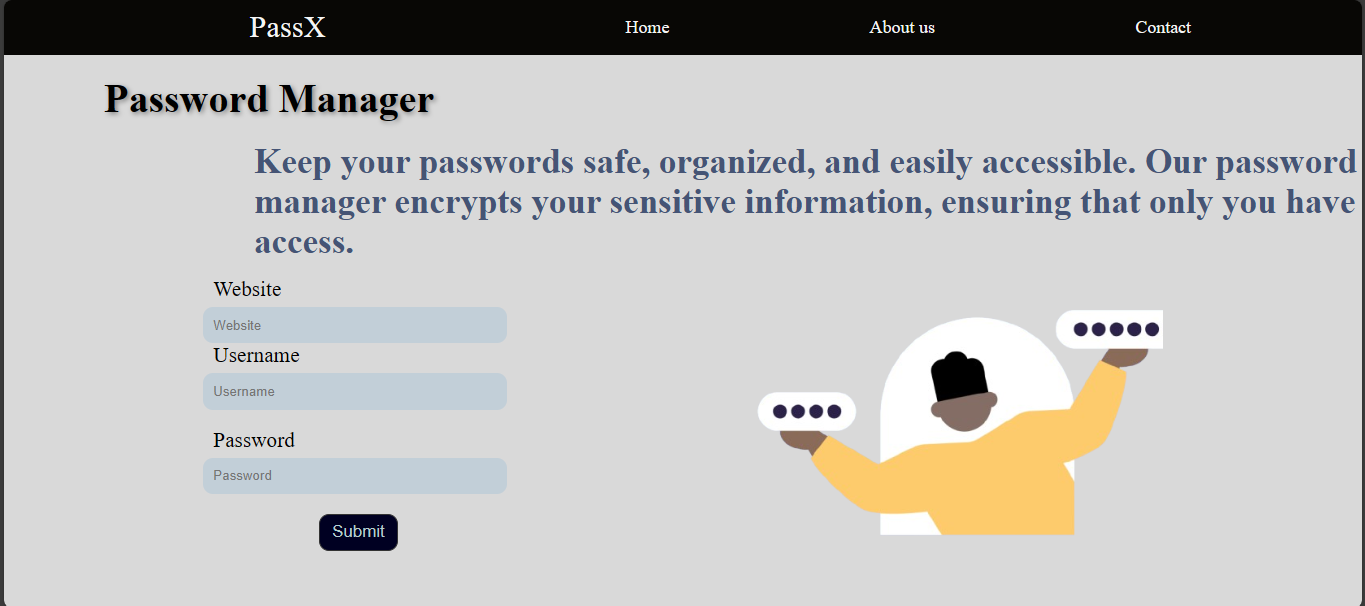 PassX Home About us Contact
Password Manager
Keep your passwords safe, organized, and easily accessible. Our password
manager encrypts your sensitive information, ensuring that only you have
access.
Website
Website
Username
Username
Password
Password
Submit